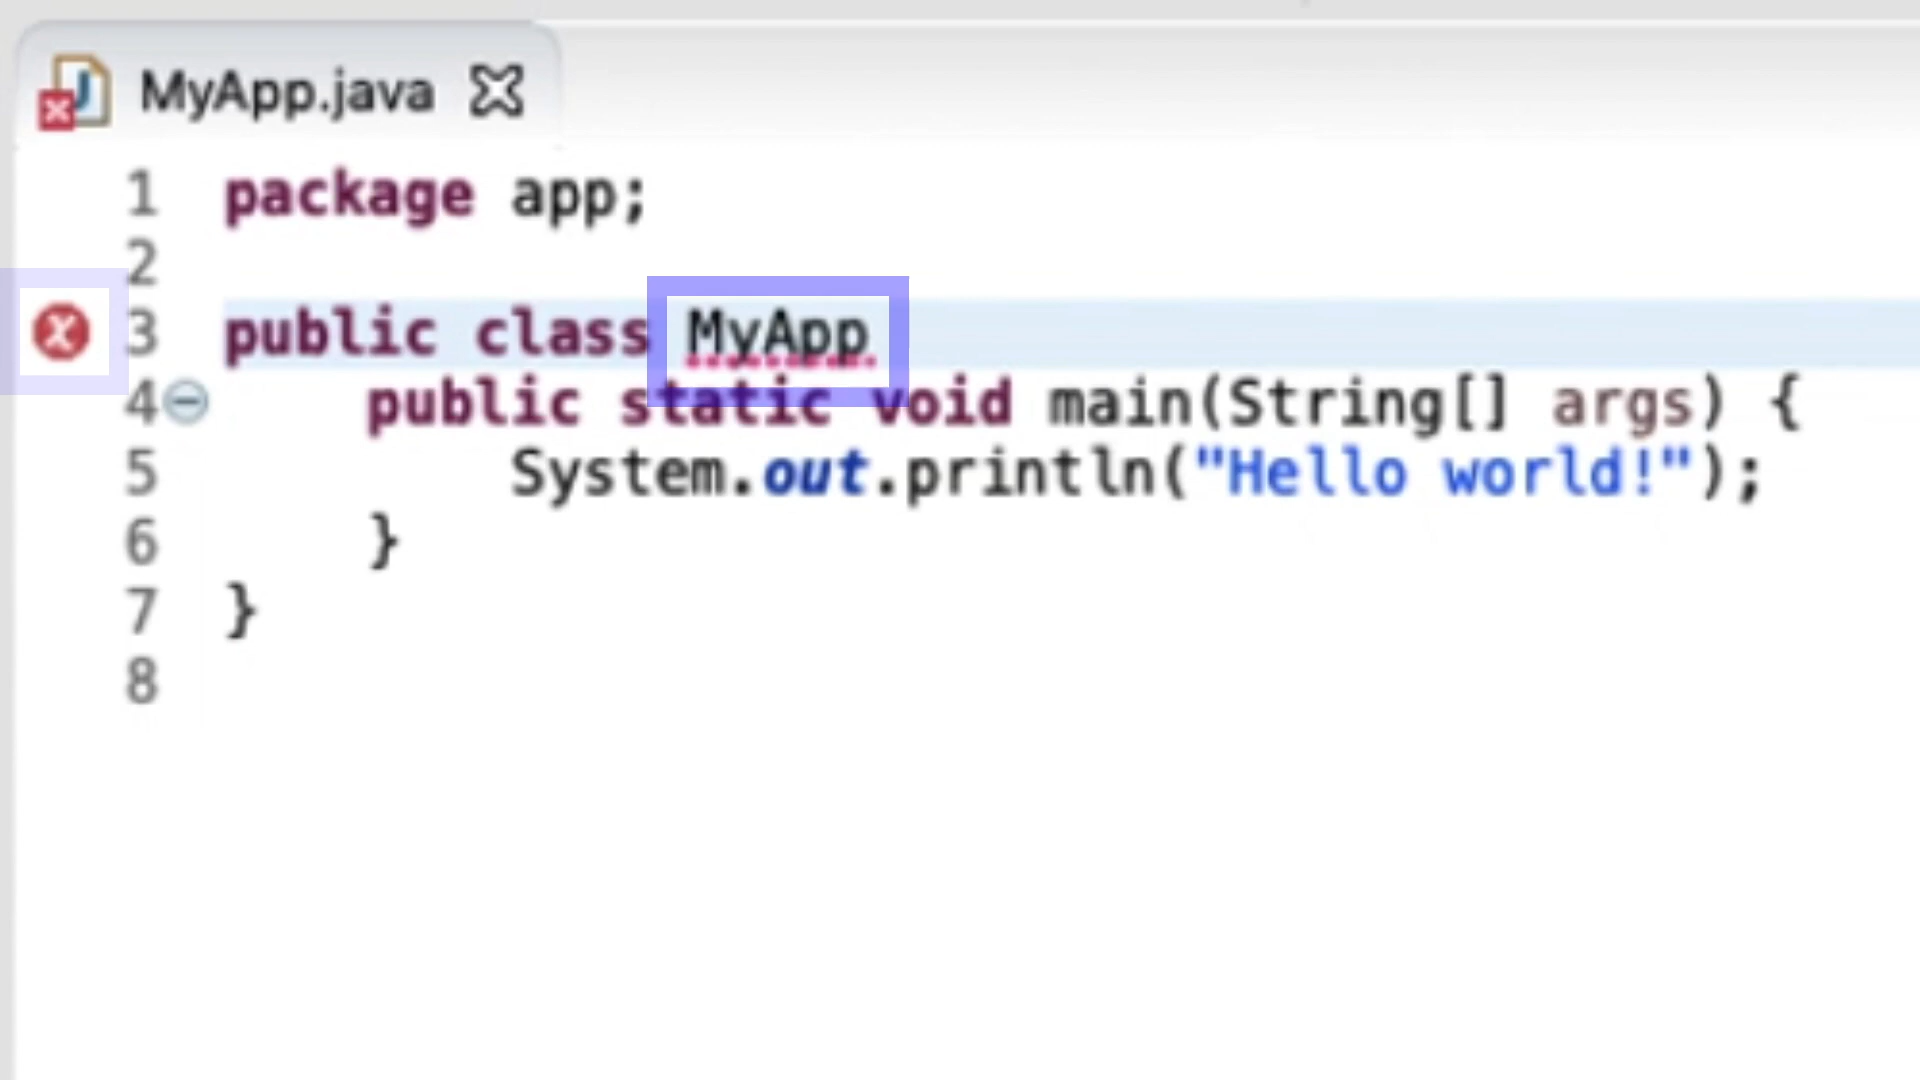 MyApp.java
1 package app;
2
3 public class MyApp
4 public static void main(String[] args) {
5 System.out.println("Hello world!");
6 }
7 }
8